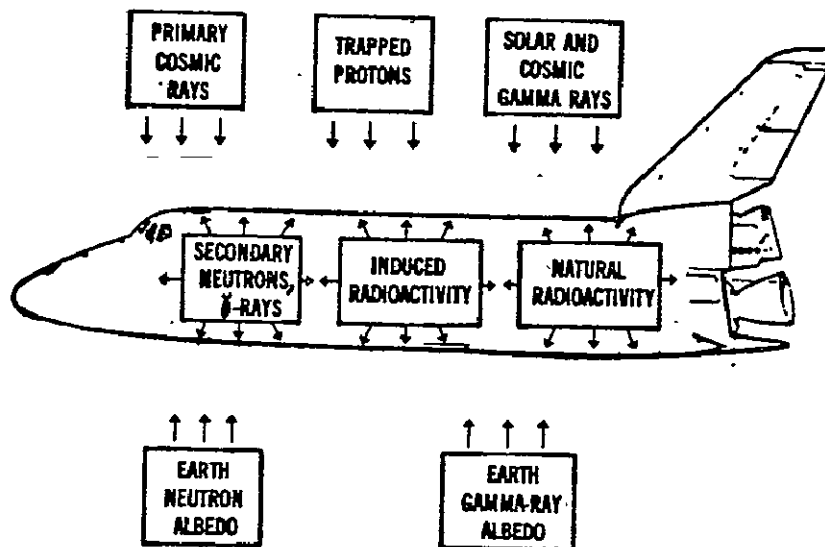 PRIMARY
COSMIC
RAYS
TRAPPED
PROTONS
SOLAR AND
COSMIC
GAMMA RAYS
SECONDARY
NEUTRONS,
γ-RAYS
INDUCED
RADIOACTIVITY
NATURAL
RADIOACTIVITY
EARTH
NEUTRON
ALBEDO
EARTH
GAMMA-RAY
ALBEDO